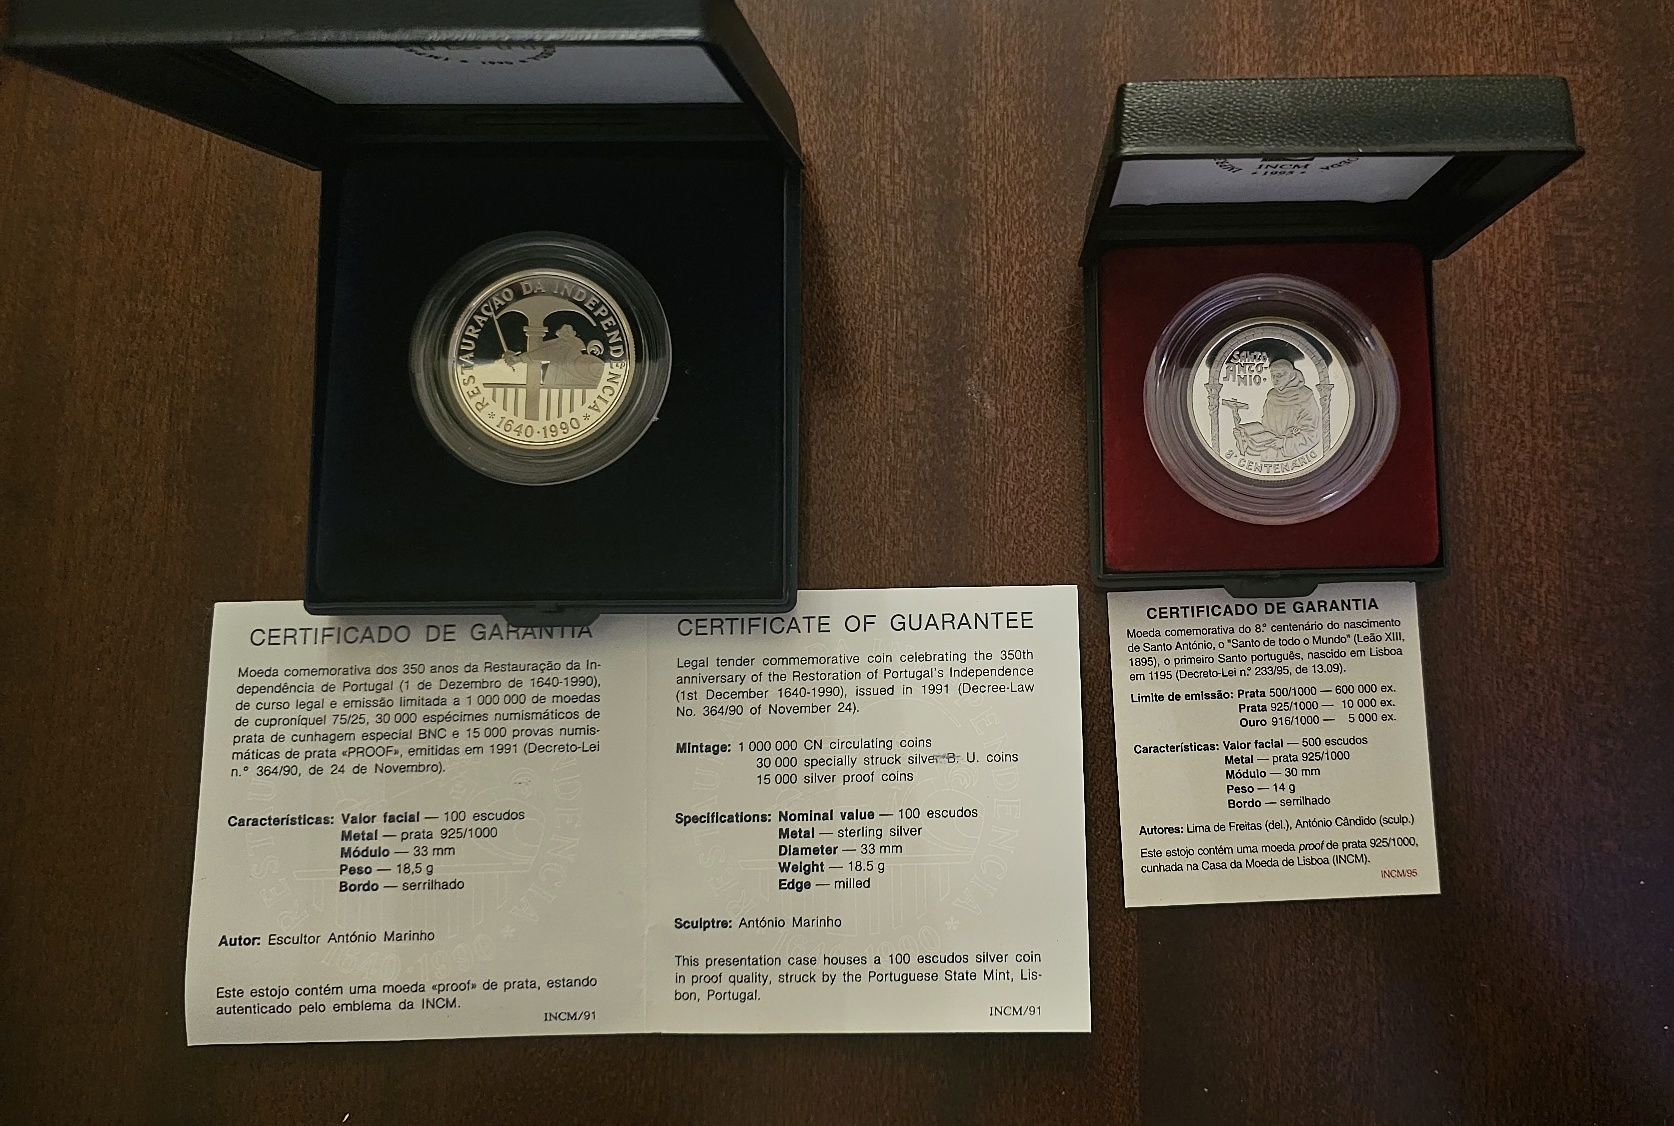 1990
RESTAURAÇÃO DA INDEPENDÊNCIA
* 1640·1990 *
INCM
* 1995 *
SANTO
ANTO-
NIO·
8º CENTENÁRIO
CERTIFICADO DE GARANTIA
Moeda comemorativa dos 350 anos da Restauração da In-
dependência de Portugal (1 de Dezembro de 1640-1990),
de curso legal e emissão limitada a 1 000 000 de moedas
de cuproníquel 75/25, 30 000 espécimes numismáticos de
prata de cunhagem especial BNC e 15 000 provas numis-
máticas de prata «PROOF», emitidas em 1991 (Decreto-Lei
n.º 364/90, de 24 de Novembro).
Características: Valor facial — 100 escudos
Metal — prata 925/1000
Módulo — 33 mm
Peso — 18,5 g
Bordo — serrilhado
Autor: Escultor António Marinho
Este estojo contém uma moeda «proof» de prata, estando
autenticado pelo emblema da INCM.
INCM/91
CERTIFICATE OF GUARANTEE
Legal tender commemorative coin celebrating the 350th
anniversary of the Restoration of Portugal's Independence
(1st December 1640-1990), issued in 1991 (Decree-Law
No. 364/90 of November 24).
Mintage: 1 000 000 CN circulating coins
30 000 specially struck silver B. U. coins
15 000 silver proof coins
Specifications: Nominal value — 100 escudos
Metal — sterling silver
Diameter — 33 mm
Weight — 18.5 g
Edge — milled
Sculptre: António Marinho
This presentation case houses a 100 escudos silver coin
in proof quality, struck by the Portuguese State Mint, Lis-
bon, Portugal.
INCM/91
CERTIFICADO DE GARANTIA
Moeda comemorativa do 8.º centenário do nascimento
de Santo António, o "Santo de todo o Mundo" (Leão XIII,
1895), o primeiro Santo português, nascido em Lisboa
em 1195 (Decreto-Lei n.º 233/95, de 13.09).
Limite de emissão: Prata 500/1000 — 600 000 ex.
Prata 925/1000 — 10 000 ex.
Ouro 916/1000 — 5 000 ex.
Características: Valor facial — 500 escudos
Metal — prata 925/1000
Módulo — 30 mm
Peso — 14 g
Bordo — serrilhado
Autores: Lima de Freitas (del.), António Cândido (sculp.)
Este estojo contém uma moeda proof de prata 925/1000,
cunhada na Casa da Moeda de Lisboa (INCM).
INCM/95